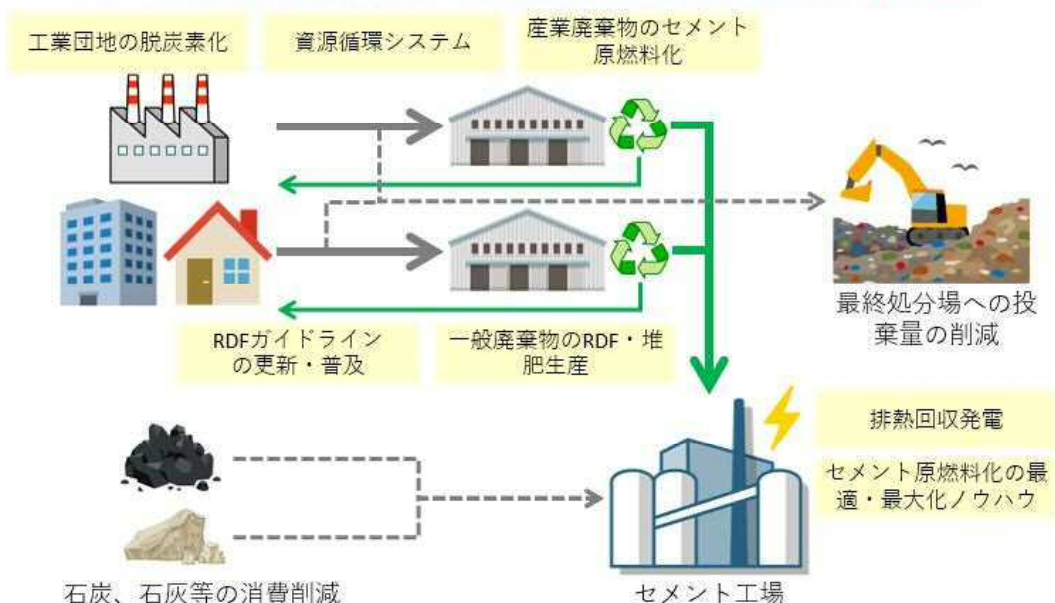 工業団地の脱炭素化
資源循環システム
産業廃棄物のセメント
原燃料化
最終処分場への投
棄量の削減
RDFガイドライン
の更新・普及
一般廃棄物のRDF・堆
肥生産
排熱回収発電
セメント原燃料化の最
適・最大化ノウハウ
石炭、石灰等の消費削減
セメント工場